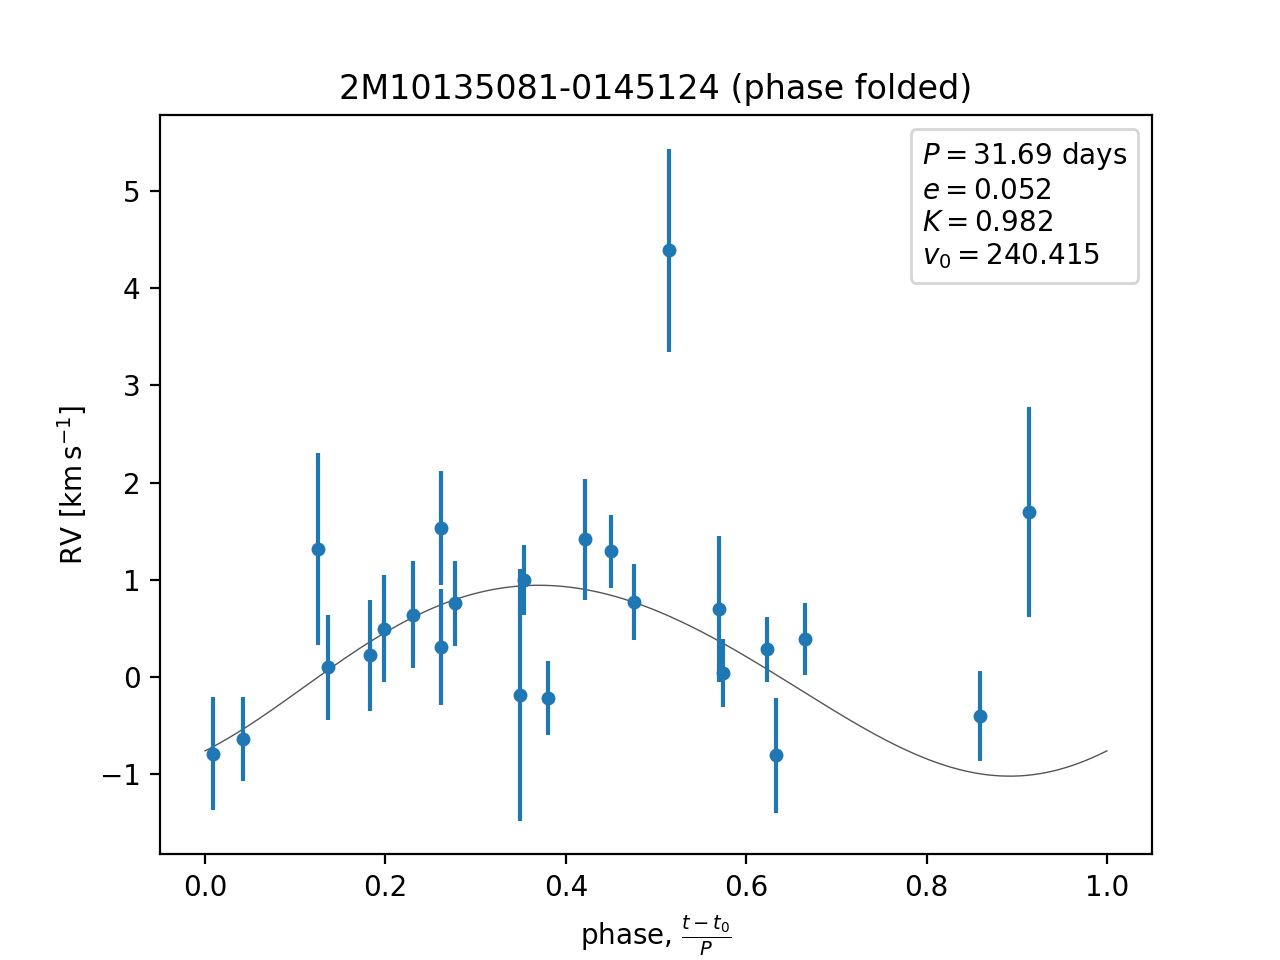 2M10135081-0145124 (phase folded)
P = 31.69 days
e = 0.052
K = 0.982
v₀ = 240.415
RV [km s⁻¹]
5
4
3
2
1
0
−1
0.0 0.2 0.4 0.6 0.8 1.0
phase, (t − t₀)/P